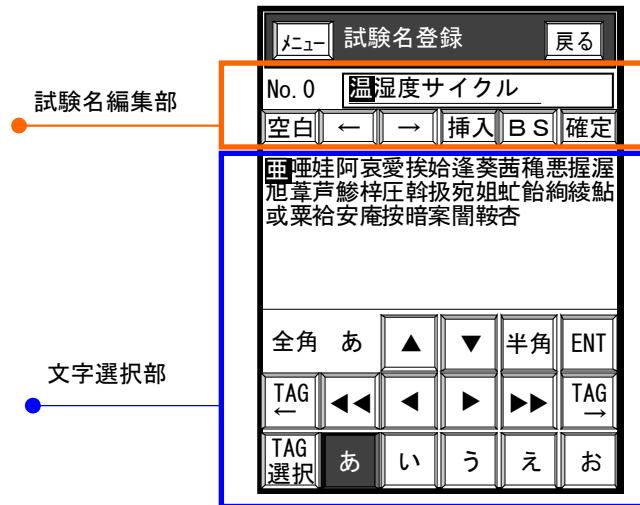 メニュー 試験名登録 戻る
試験名編集部
No. 0 温湿度サイクル
空白 ← → 挿入 BS 確定
亜唖娃阿哀愛挨姶逢葵茜穐悪握渥
旭葦芦鯵梓圧斡扱宛姐虻飴絢綾鮎
或粟袷安庵按暗案闇鞍杏
文字選択部
全角 あ ▲ ▼ 半角 ENT
TAG ← ◀◀ ◀ ▶ ▶▶ TAG →
TAG選択 あ い う え お